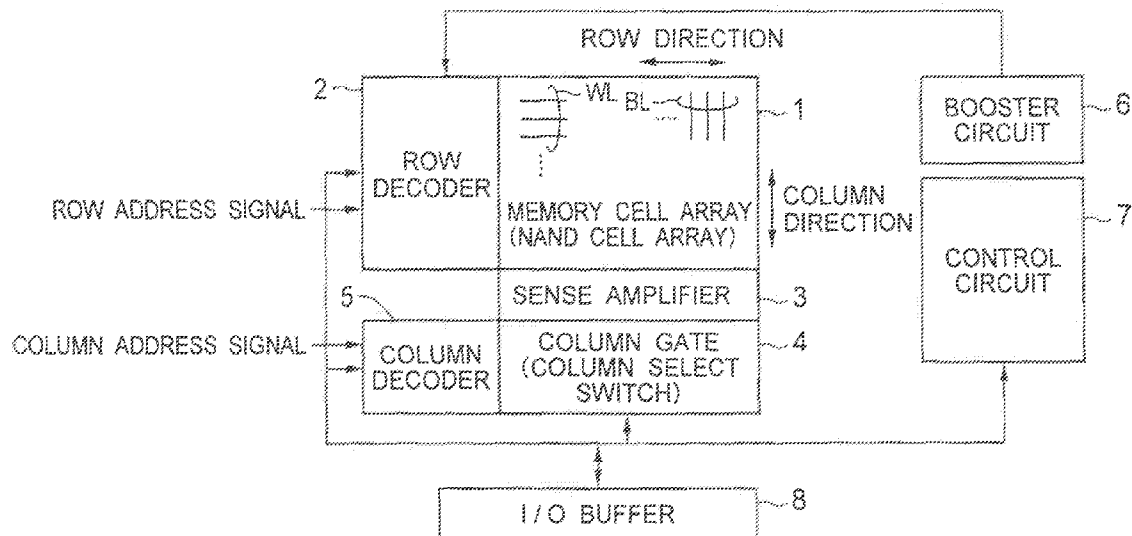 ROW DIRECTION
2
WL
BL
1
BOOSTER
CIRCUIT
6
ROW
DECODER
ROW ADDRESS SIGNAL
MEMORY CELL ARRAY
(NAND CELL ARRAY)
COLUMN
DIRECTION
7
CONTROL
CIRCUIT
SENSE AMPLIFIER
3
5
COLUMN ADDRESS SIGNAL
COLUMN
DECODER
COLUMN GATE
(COLUMN SELECT
SWITCH)
4
I/O BUFFER
8